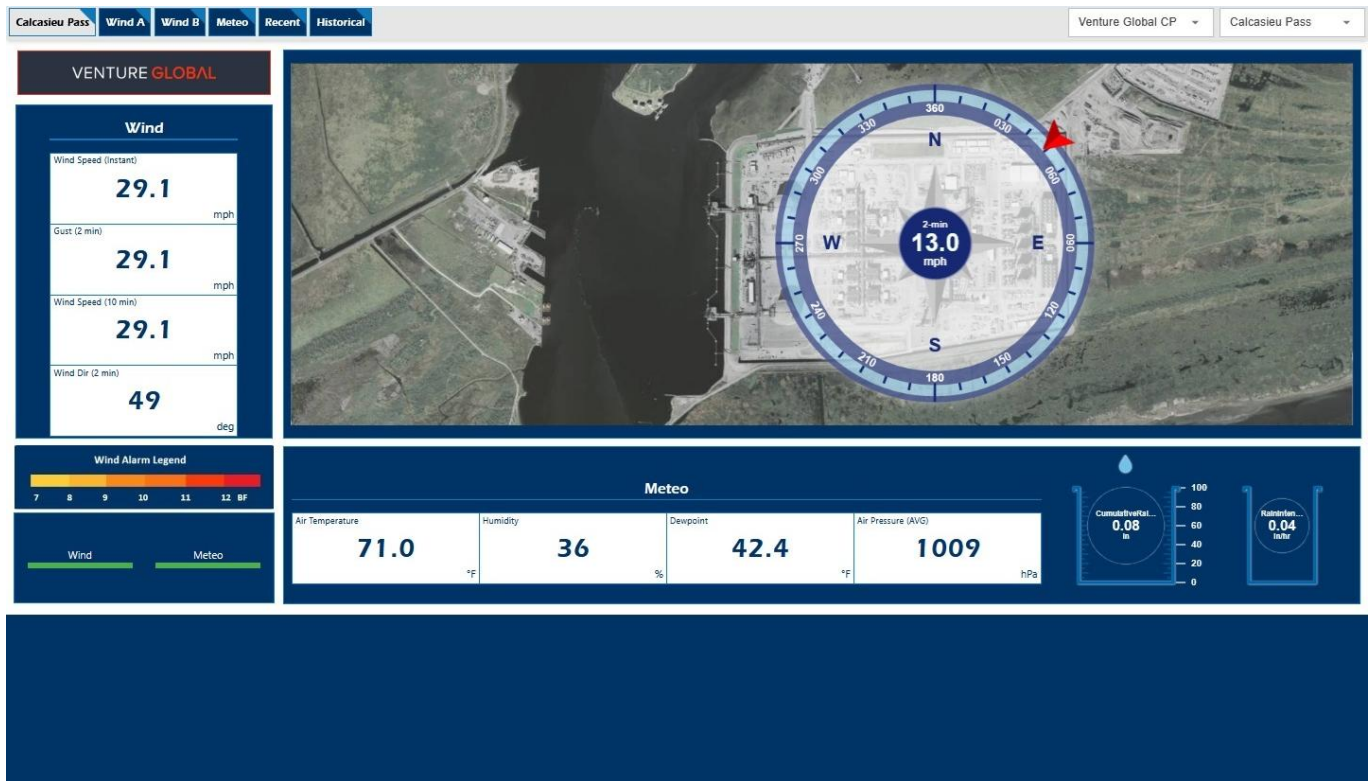 Calcasieu Pass Wind A Wind B Meteo Recent Historical
Venture Global CP
Calcasieu Pass
VENTURE GLOBAL
Wind
Wind Speed (Instant)
29.1
mph
Gust (2 min)
29.1
mph
Wind Speed (10 min)
29.1
mph
Wind Dir (2 min)
49
deg
360
030
060
090
120
150
180
210
240
270
300
330
N
E
S
W
2-min
13.0
mph
Wind Alarm Legend
7 8 9 10 11 12 BF
Wind
Meteo
Meteo
Air Temperature
71.0
°F
Humidity
36
%
Dewpoint
42.4
°F
Air Pressure (AVG)
1009
hPa
CumulativeRai...
0.08
in
100
80
60
40
20
0
RainInten...
0.04
in/hr